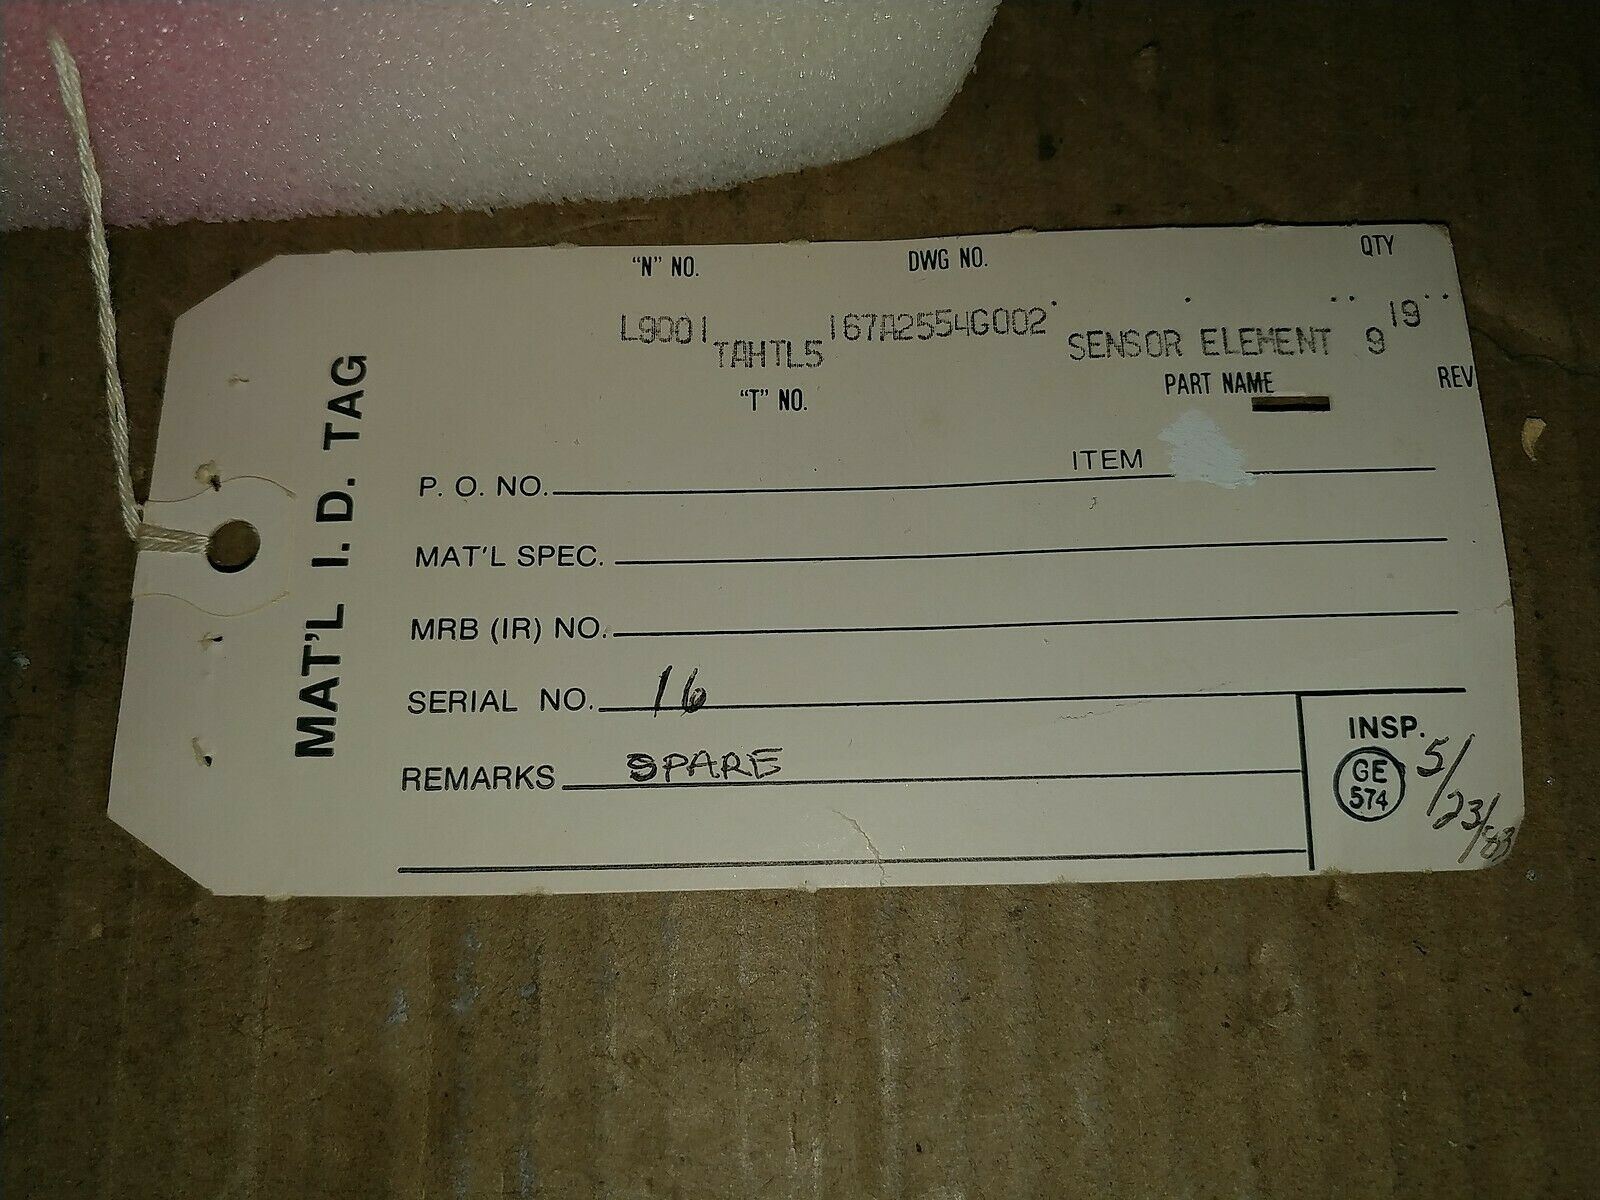 MAT'L I. D. TAG
"N" NO. DWG NO. QTY
L9001 167A2554G002 19
TAHTL5 SENSOR ELEMENT 9
"T" NO. PART NAME REV
P. O. NO. ITEM
MAT'L SPEC.
MRB (IR) NO.
SERIAL NO. 16
REMARKS SPARE
INSP.
GE
574
5/23/83